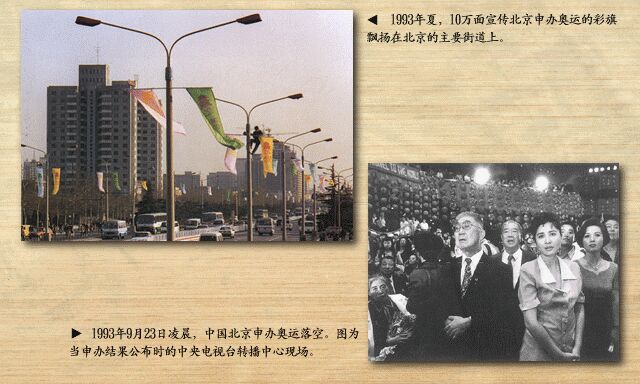 ◀ 1993年夏，10万面宣传北京申办奥运的彩旗
飘扬在北京的主要街道上。
▶ 1993年9月23日凌晨，中国北京申办奥运落空。图为
当申办结果公布时的中央电视台转播中心现场。